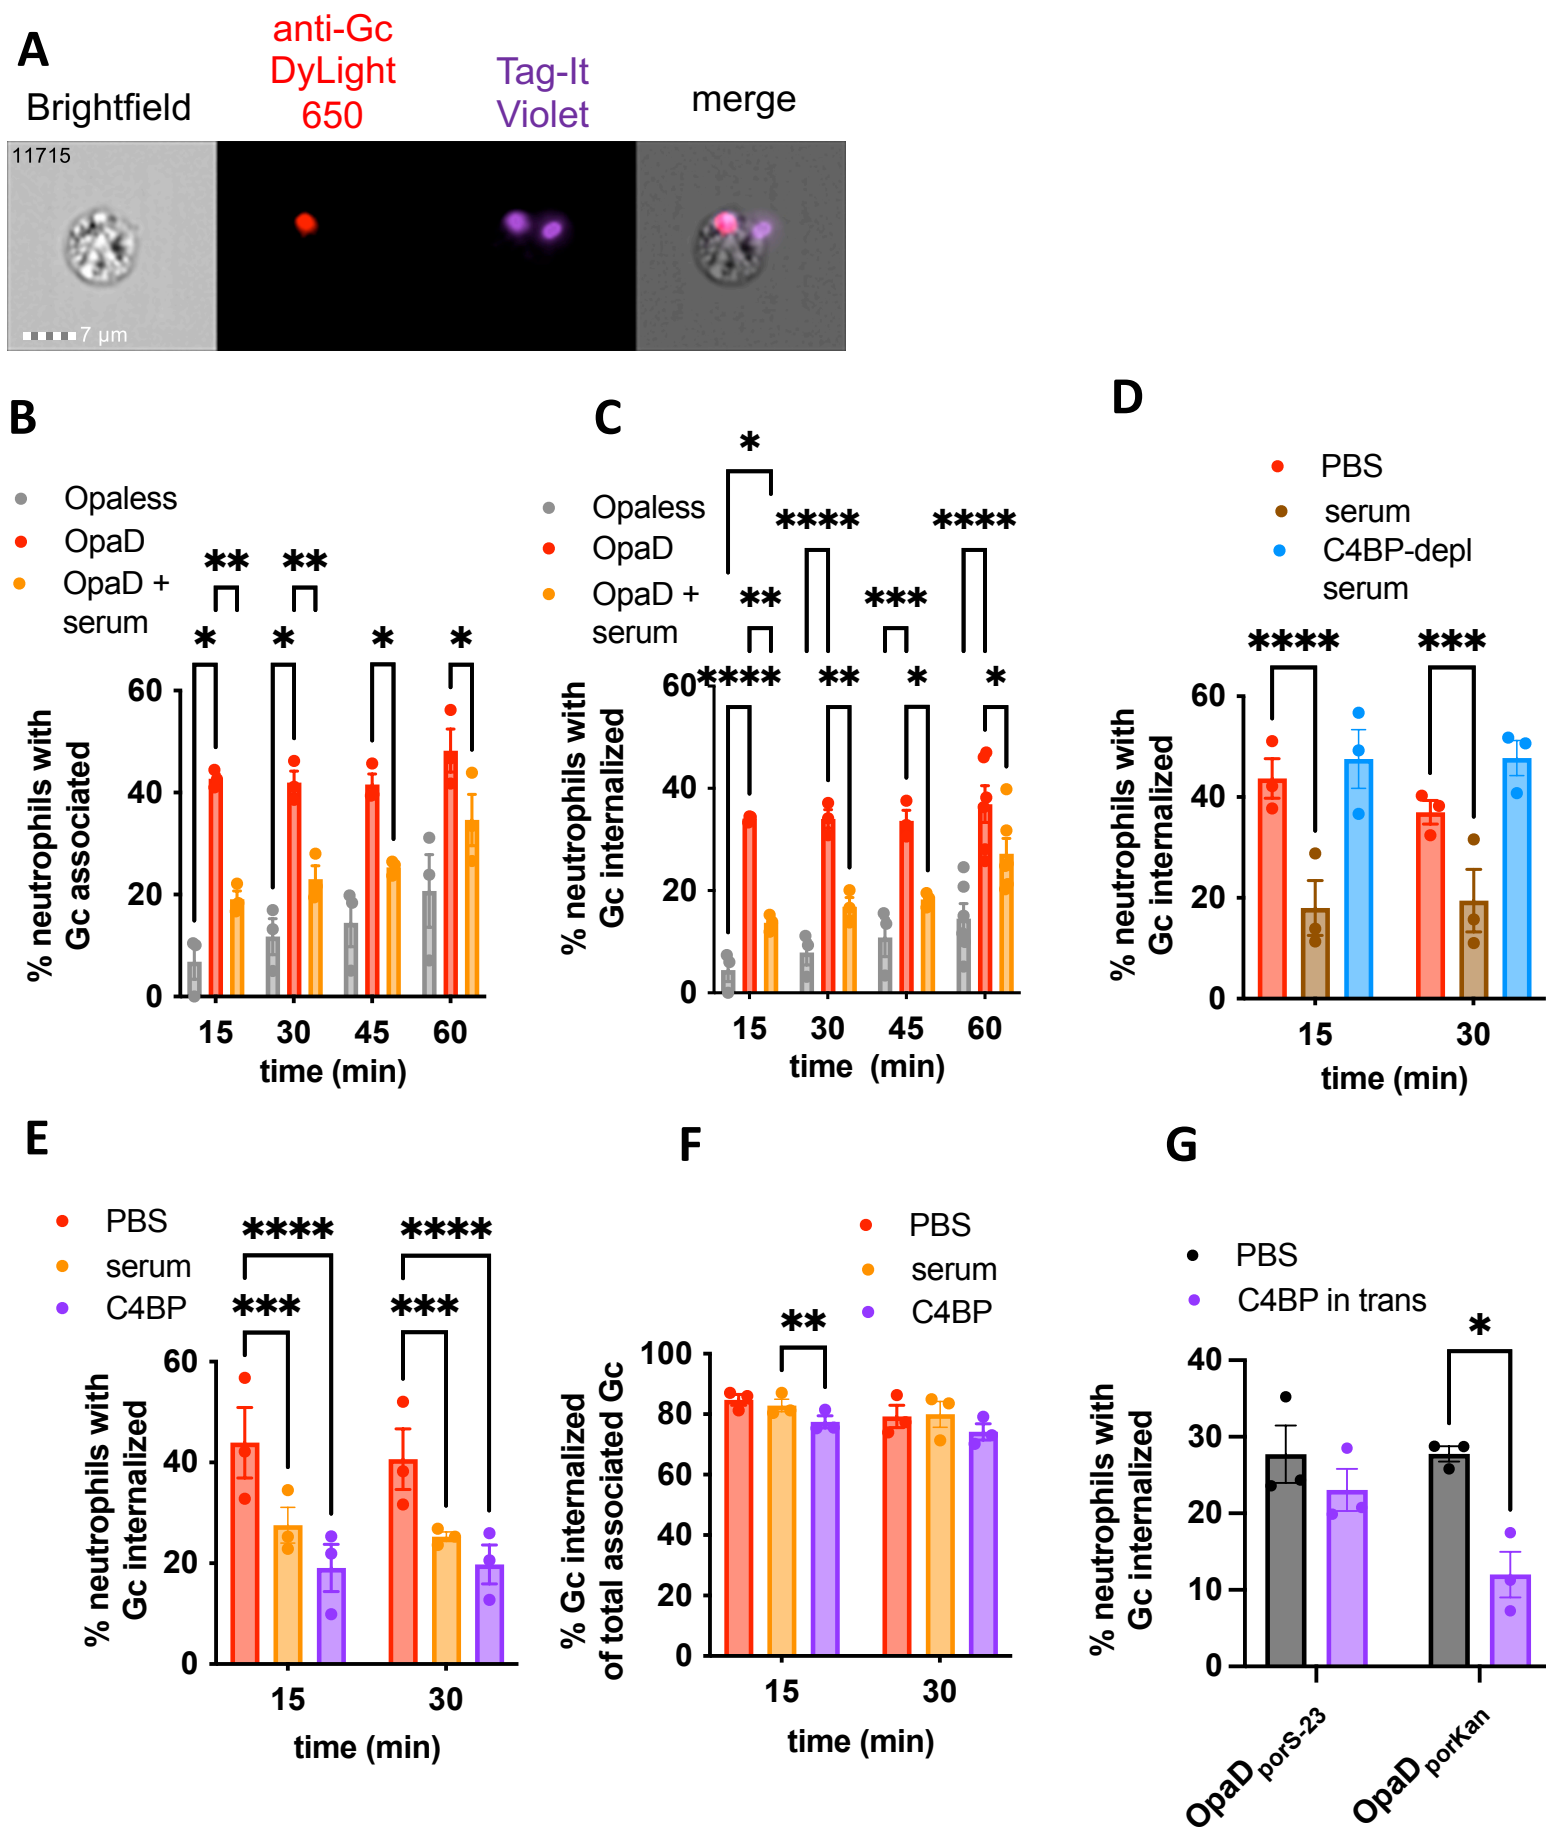 A
Brightfield
anti-Gc
DyLight
650
Tag-It
Violet
merge
11715
7 µm
B
Opaless
OpaD
OpaD +
serum
**
**
*
*
*
*
% neutrophils with
Gc associated
60
40
20
0
15
30
45
60
time (min)
C
Opaless
OpaD
OpaD +
serum
*
****
****
**
***
****
**
*
*
% neutrophils with
Gc internalized
60
40
20
0
15
30
45
60
time (min)
D
PBS
serum
C4BP-depl
serum
****
***
% neutrophils with
Gc internalized
60
40
20
0
15
30
time (min)
E
PBS
serum
C4BP
****
****
***
***
% neutrophils with
Gc internalized
60
40
20
0
15
30
time (min)
F
PBS
serum
C4BP
**
% Gc internalized
of total associated Gc
100
80
60
40
20
0
15
30
time (min)
G
PBS
C4BP in trans
*
% neutrophils with
Gc internalized
40
30
20
10
0
OpaD porS-23
OpaD porKan